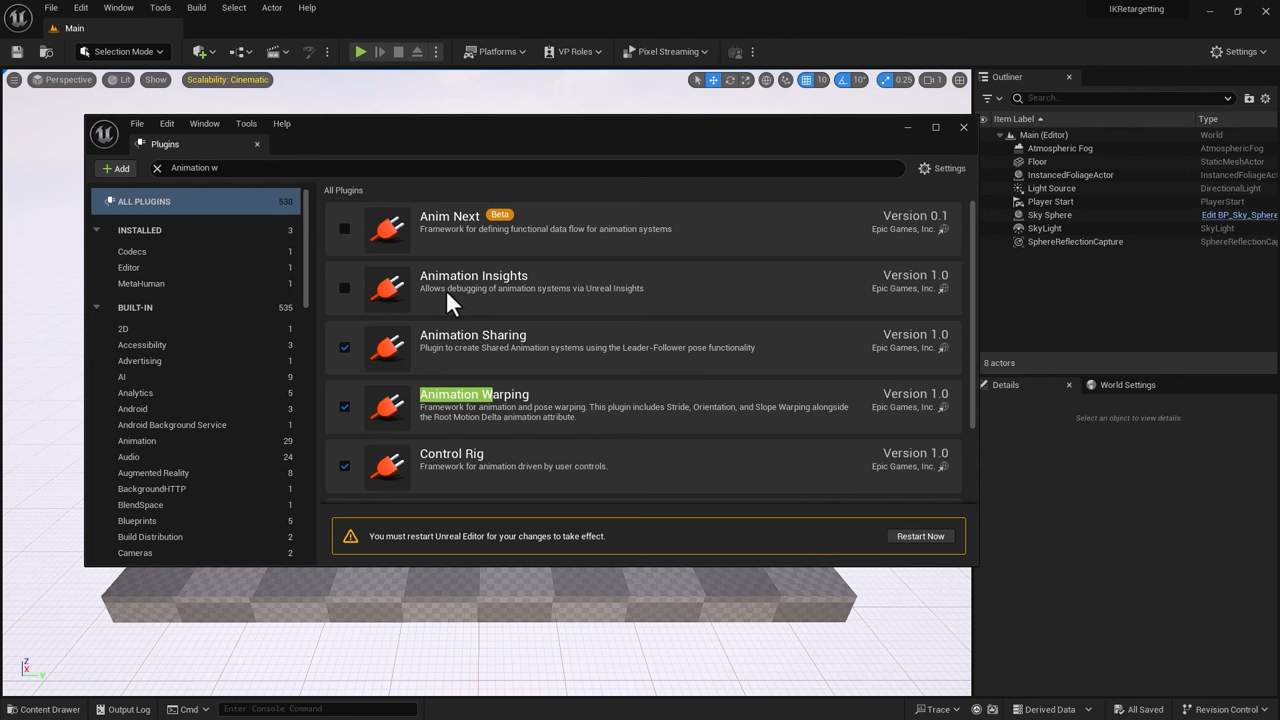 File Edit Window Tools Build Select Actor Help
IKRetargetting
Main
Selection Mode
Platforms
VP Roles
Pixel Streaming
Settings
Perspective
Lit
Show
Scalability: Cinematic
10
10°
0.25
1
Outliner
Search...
Item Label
Type
Main (Editor)
World
Atmospheric Fog
AtmosphericFog
Floor
StaticMeshActor
InstancedFoliageActor
InstancedFoliageAct
Light Source
DirectionalLight
Player Start
PlayerStart
Sky Sphere
Edit BP_Sky_Sphere
SkyLight
SkyLight
SphereReflectionCapture
SphereReflectionCap
8 actors
Details
World Settings
Select an object to view details.
File Edit Window Tools Help
Plugins
Add
Animation w
Settings
ALL PLUGINS 538
INSTALLED 3
Codecs 1
Editor 1
MetaHuman 1
BUILT-IN 535
2D 1
Accessibility 1
Advertising 1
AI 9
Analytics 5
Android 3
Android Background Service 1
Animation 29
Audio 24
Augmented Reality 8
BackgroundHTTP 1
BlendSpace 1
Blueprints 5
Build Distribution 2
Cameras 2
All Plugins
Anim Next Beta
Version 0.1
Framework for defining functional data flow for animation systems
Epic Games, Inc.
Animation Insights
Version 1.0
Allows debugging of animation systems via Unreal Insights
Epic Games, Inc.
Animation Sharing
Version 1.0
Plugin to create Shared Animation systems using the Leader-Follower pose functionality
Epic Games, Inc.
Animation Warping
Version 1.0
Framework for animation and pose warping. This plugin includes Stride, Orientation, and Slope Warping alongside
the Root Motion Delta animation attribute.
Epic Games, Inc.
Control Rig
Version 1.0
Framework for animation driven by user controls.
Epic Games, Inc.
You must restart Unreal Editor for your changes to take effect.
Restart Now
Z
X
Y
Content Drawer
Output Log
Cmd
Enter Console Command
Trace
Derived Data
All Saved
Revision Control